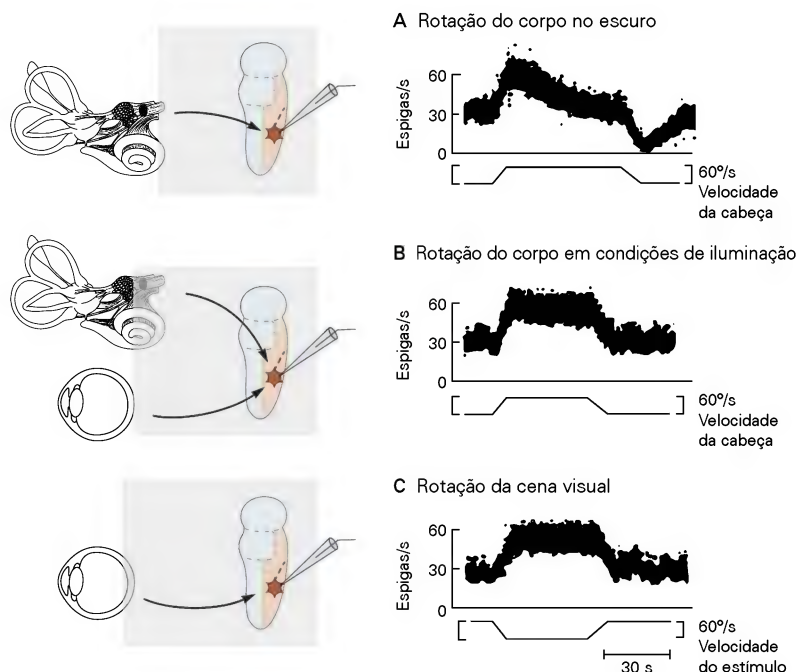 A Rotação do corpo no escuro
Espigas/s
60
30
0
60°/s
Velocidade
da cabeça
B Rotação do corpo em condições de iluminação
Espigas/s
60
30
0
60°/s
Velocidade
da cabeça
C Rotação da cena visual
Espigas/s
60
30
0
60°/s
Velocidade
do estímulo
30 s